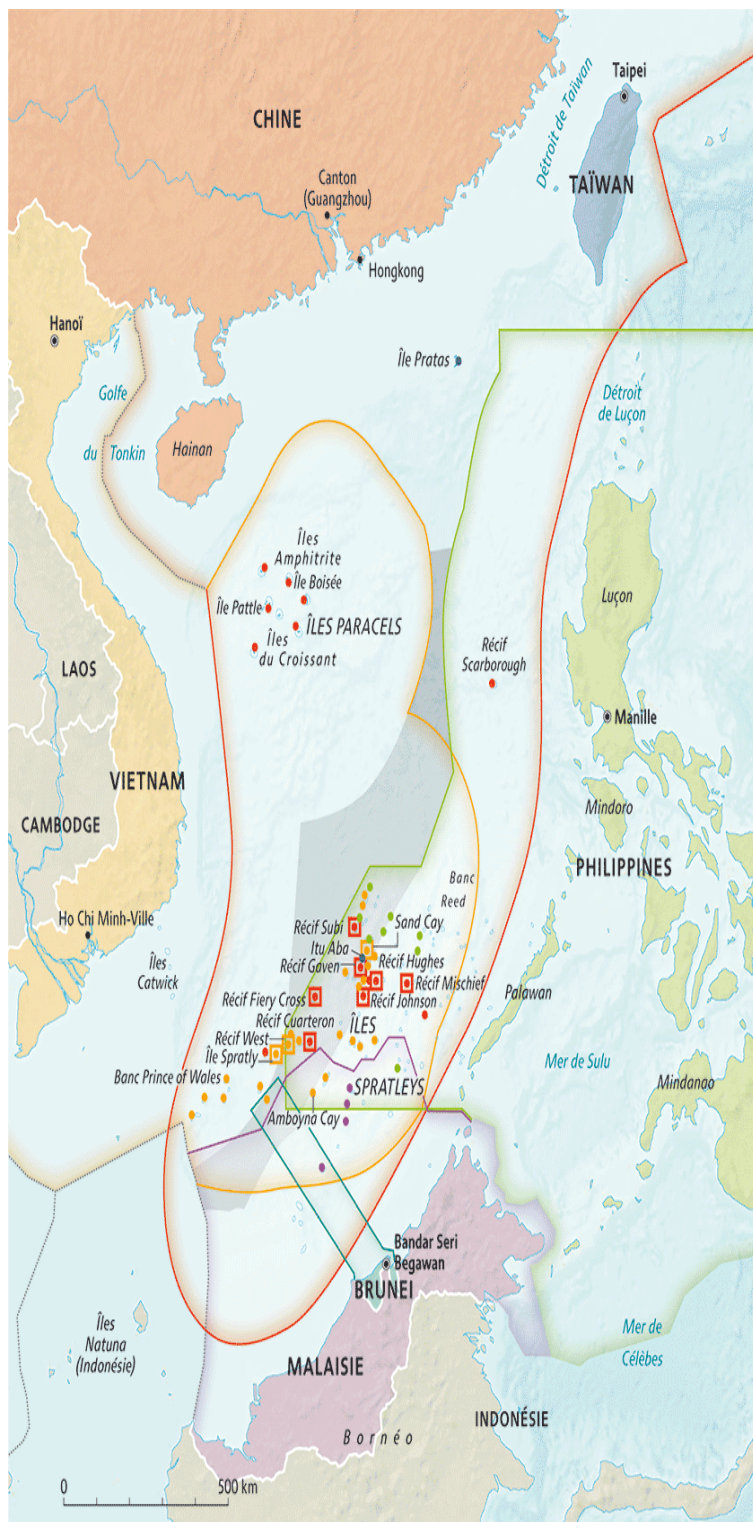 Taipei
Détroit de Taïwan
CHINE
TAÏWAN
Canton
(Guangzhou)
Hongkong
Hanoï
Île Pratas
Golfe
du Tonkin
Détroit
de Luçon
Hainan
Îles
Amphitrite
Île Boisée
Île Pattle
ÎLES PARACELS
Îles
du Croissant
Luçon
Récif
Scarborough
LAOS
Manille
VIETNAM
Mindoro
CAMBODGE
PHILIPPINES
Banc
Reed
Ho Chi Minh-Ville
Sand Cay
Récif Subi
Itu Aba
Récif Gaven
Récif Hughes
Îles
Catwick
Récif Mischief
Récif Fiery Cross
Récif Johnson
Palawan
Récif Cuarteron
ÎLES
Récif West
Île Spratly
Mer de Sulu
Banc Prince of Wales
SPRATLEYS
Mindanao
Amboyna Cay
Bandar Seri
Begawan
BRUNEI
Îles
Natuna
(Indonésie)
Mer de
Célèbes
MALAISIE
INDONÉSIE
Bornéo
0 500 km